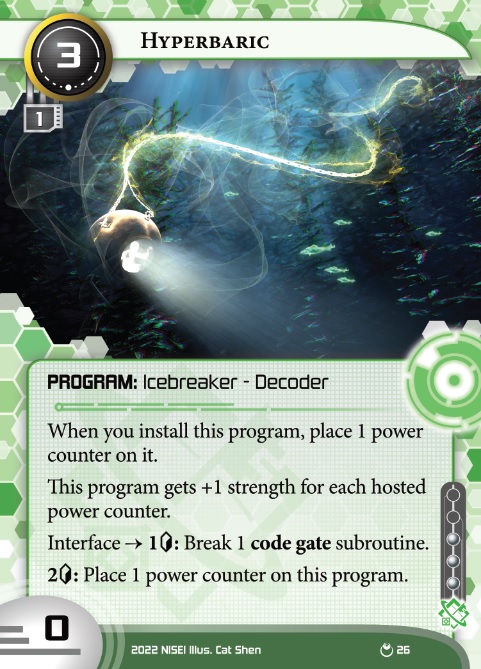 3
HYPERBARIC
1
PROGRAM: Icebreaker - Decoder
When you install this program, place 1 power
counter on it.
This program gets +1 strength for each hosted
power counter.
Interface → 1: Break 1 code gate subroutine.
2: Place 1 power counter on this program.
0
2022 NISEI Illus. Cat Shen
26